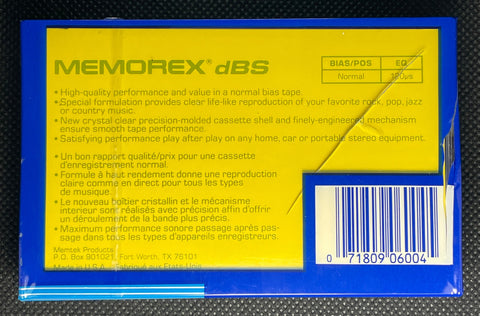 MEMOREX® dBS
BIAS/POS EQ
Normal 120µs
• High-quality performance and value in a normal bias tape.
• Special formulation provides clear life-like reproduction of your favorite rock, pop, jazz
or country music.
• New crystal clear precision-molded cassette shell and finely-engineered mechanism
ensure smooth tape performance.
• Satisfying performance play after play on any home, car or portable stereo equipment.
• Un bon rapport qualité/prix pour une cassette
d'enregistrement normal.
• Formule à haut rendement donne une reproduction
claire comme en direct pour tous les types
de musique.
• Le nouveau boîtier cristallin et le mécanisme
interieur sont réalisés avec précision affin d'offrir
un déroulement de la bande plus précis.
• Maximum performance sonore passage après pas-
sage dans tous les types d'appareils enregistreurs.
Memtek Products
P.O. Box 901021, Fort Worth, TX 76101
Made in U.S.A. Fabriqué aux Etats-Unis
0 71809 06004